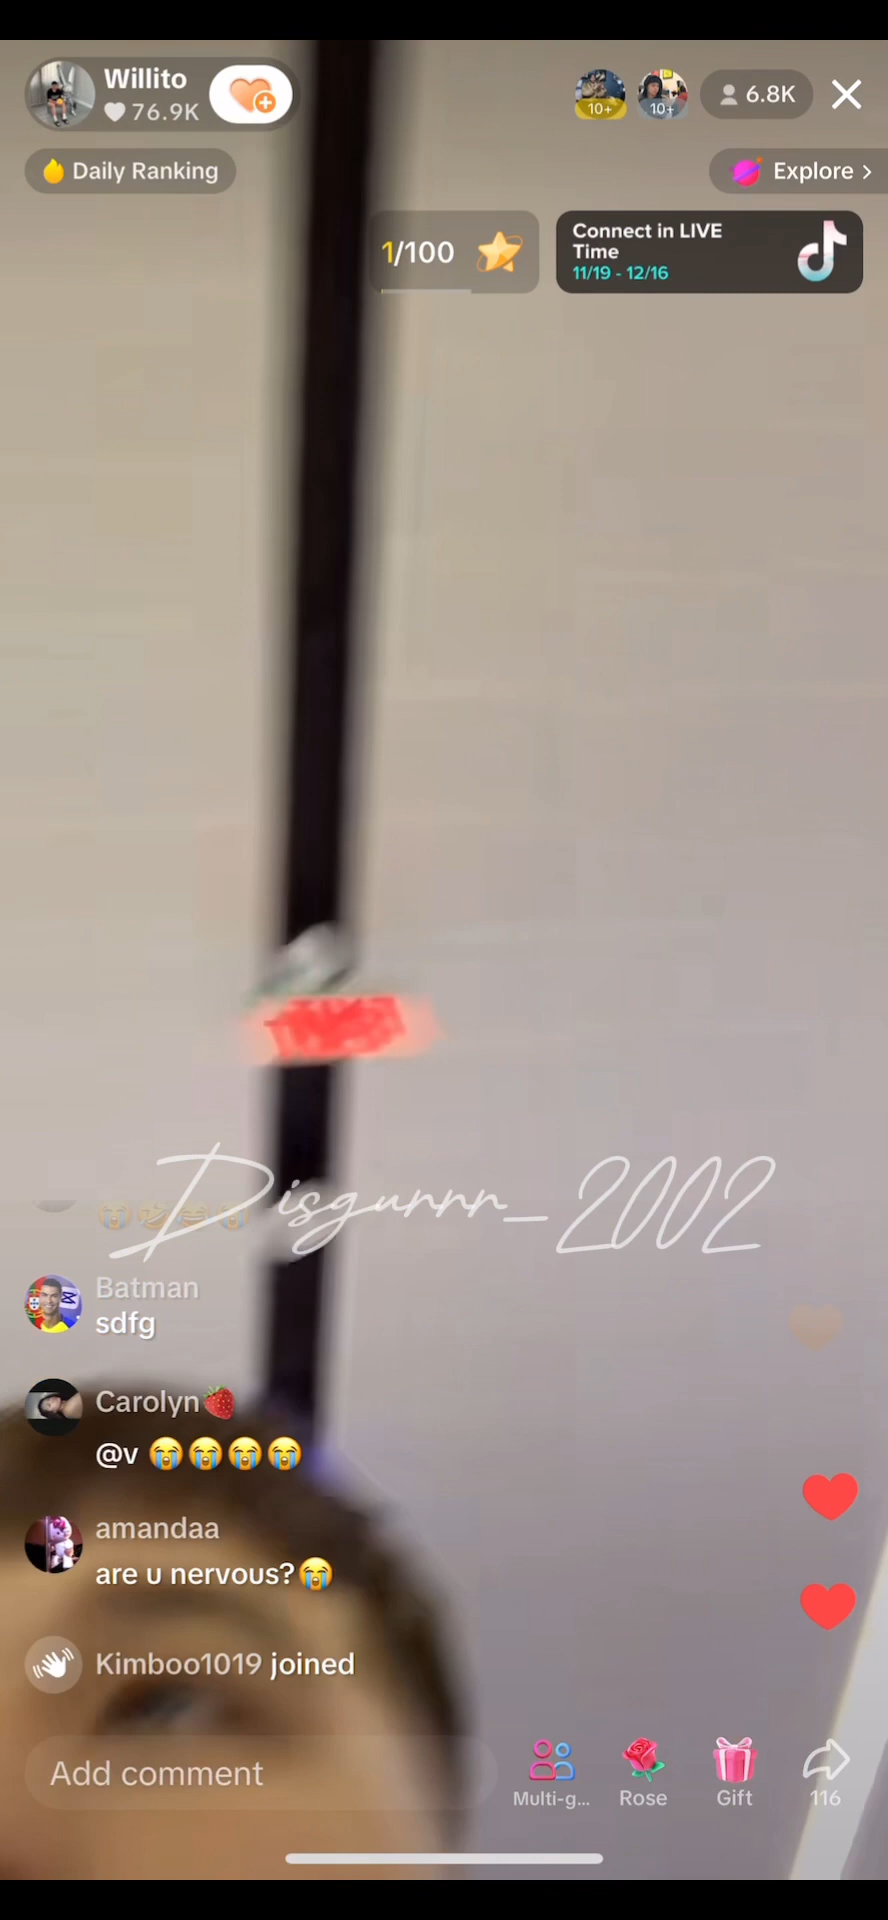 Willito
76.9K
10+
10+
6.8K
Daily Ranking
Explore >
1/100
Connect in LIVE
Time
11/19 - 12/16
Disgunnn_2002
Batman
sdfg
Carolyn🍓
@v 😭😭😭😭
amandaa
are u nervous?😭
Kimboo1019 joined
Add comment
Multi-g...
Rose
Gift
116